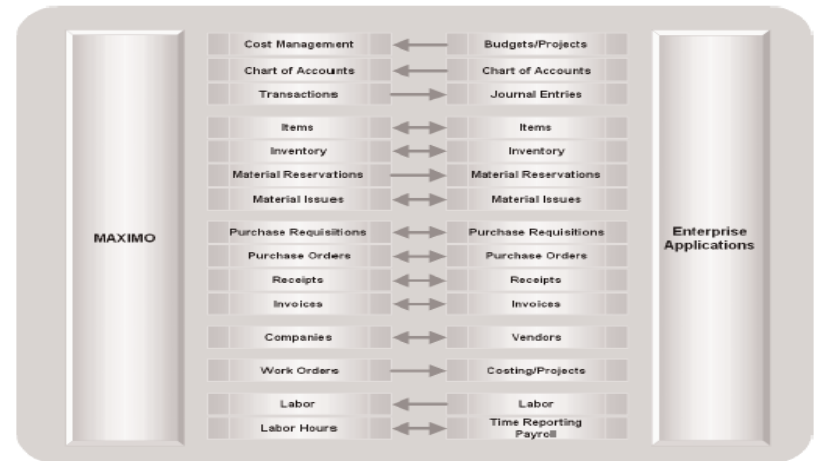 MAXIMO
Cost Management
Budgets/Projects
Chart of Accounts
Chart of Accounts
Transactions
Journal Entries
Items
Items
Inventory
Inventory
Material Reservations
Material Reservations
Material Issues
Material Issues
Purchase Requisitions
Purchase Requisitions
Purchase Orders
Purchase Orders
Receipts
Receipts
Invoices
Invoices
Companies
Vendors
Work Orders
Costing/Projects
Labor
Labor
Labor Hours
Time Reporting
Payroll
Enterprise
Applications